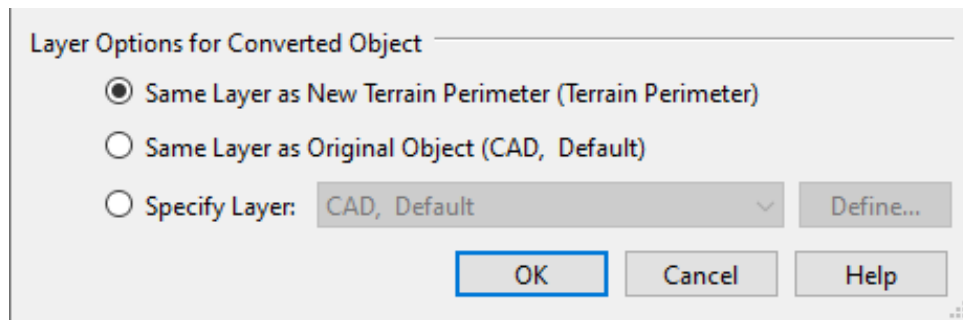 Layer Options for Converted Object
Same Layer as New Terrain Perimeter (Terrain Perimeter)
Same Layer as Original Object (CAD,  Default)
Specify Layer: CAD,  Default Define...
OK Cancel Help